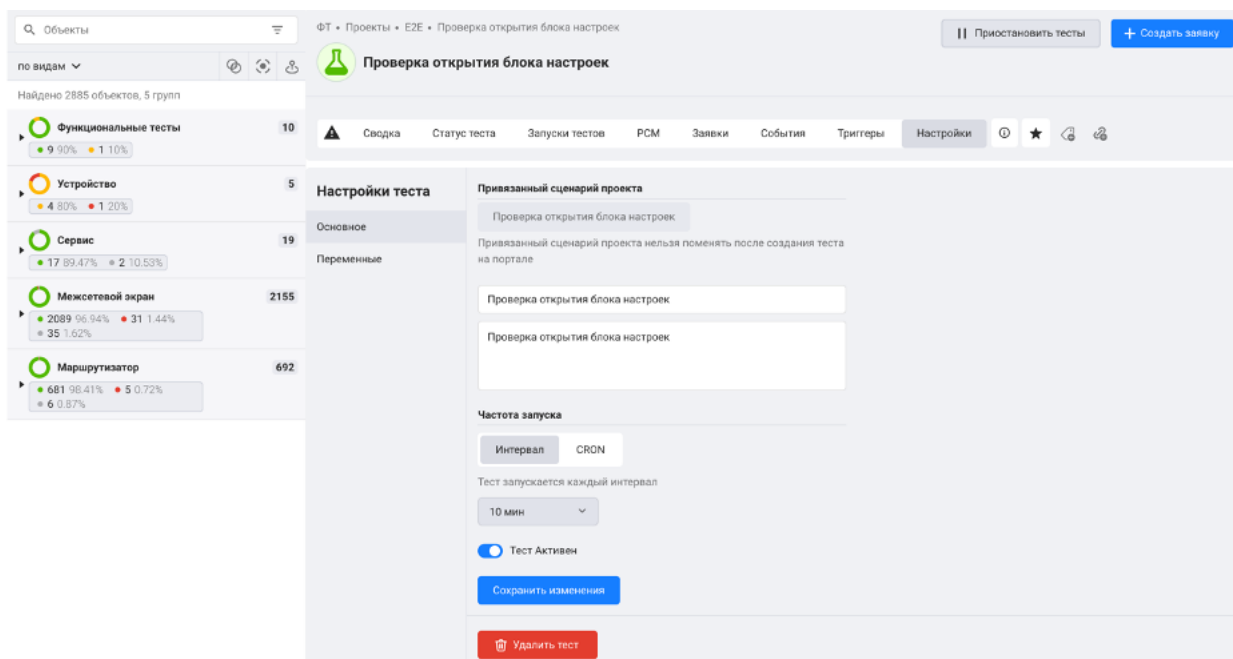 Объекты
по видам
Найдено 2885 объектов, 5 групп
Функциональные тесты 10
9 90% 1 10%
Устройство 5
4 80% 1 20%
Сервис 19
17 89.47% 2 10.53%
Межсетевой экран 2155
2089 96.94% 31 1.44%
35 1.62%
Маршрутизатор 692
681 98.41% 5 0.72%
6 0.87%
ФТ • Проекты • E2E • Проверка открытия блока настроек
Проверка открытия блока настроек
Приостановить тесты
+ Создать заявку
Сводка Статус теста Запуски тестов РСМ Заявки События Триггеры Настройки
Настройки теста
Основное
Переменные
Привязанный сценарий проекта
Проверка открытия блока настроек
Привязанный сценарий проекта нельзя поменять после создания теста
на портале
Проверка открытия блока настроек
Проверка открытия блока настроек
Частота запуска
Интервал CRON
Тест запускается каждый интервал
10 мин
Тест Активен
Сохранить изменения
Удалить тест